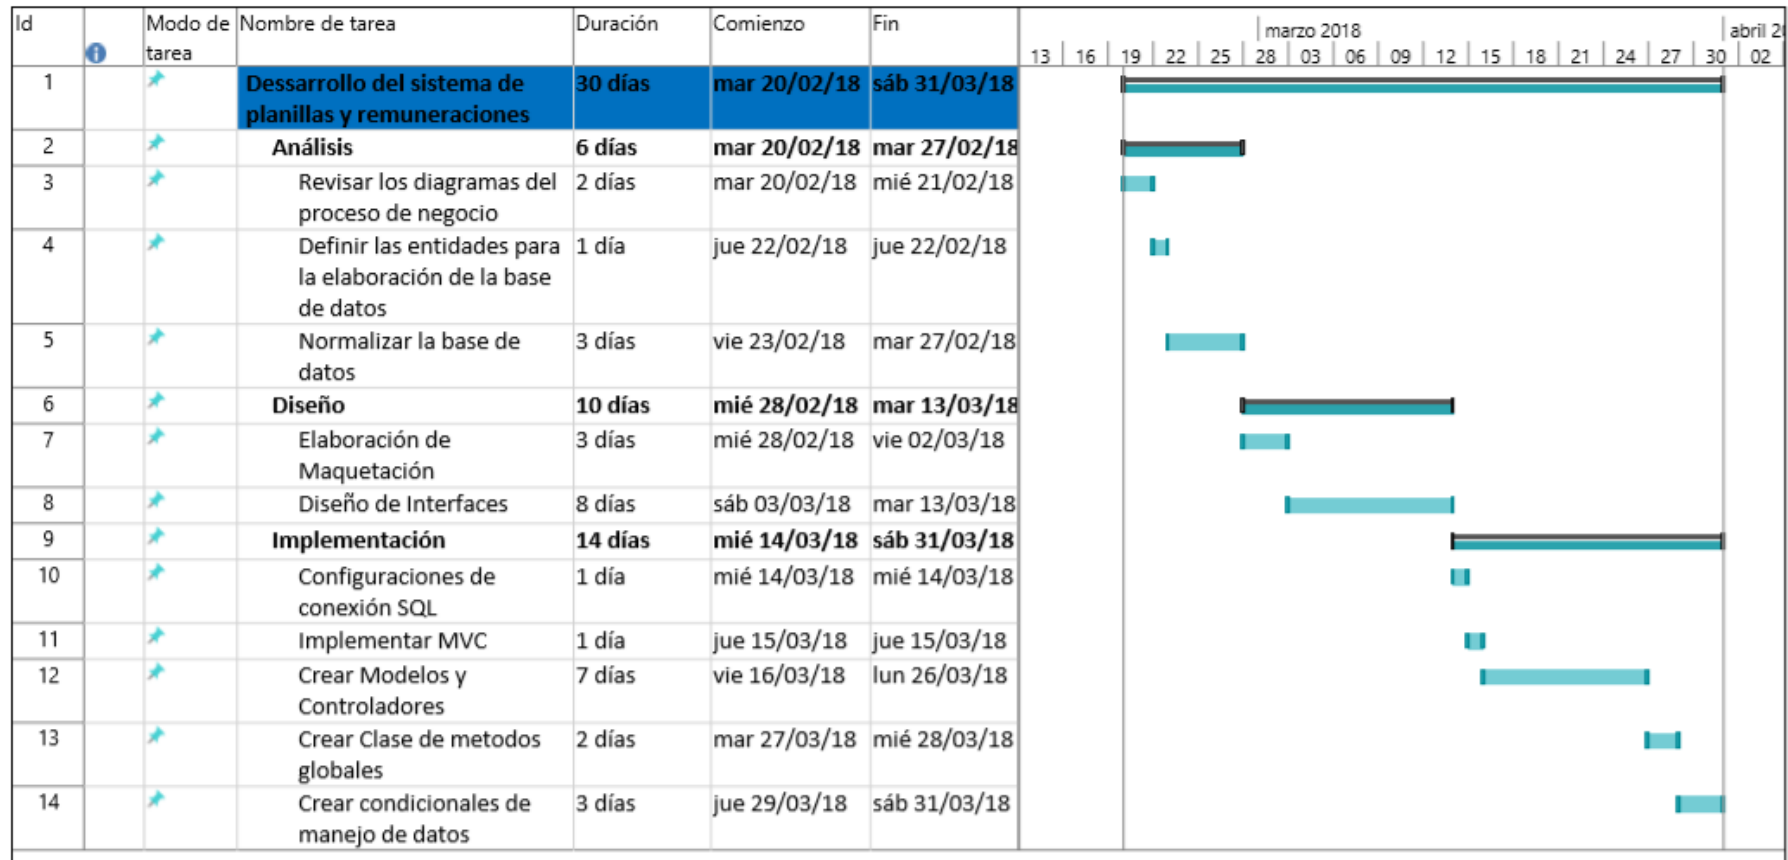 Id Modo de Nombre de tarea Duración Comienzo Fin
tarea
marzo 2018 abril 20
13 16 19 22 25 28 03 06 09 12 15 18 21 24 27 30 02
1 Dessarrollo del sistema de 30 días mar 20/02/18 sáb 31/03/18
planillas y remuneraciones
2 Análisis 6 días mar 20/02/18 mar 27/02/18
3 Revisar los diagramas del 2 días mar 20/02/18 mié 21/02/18
proceso de negocio
4 Definir las entidades para 1 día jue 22/02/18 jue 22/02/18
la elaboración de la base
de datos
5 Normalizar la base de 3 días vie 23/02/18 mar 27/02/18
datos
6 Diseño 10 días mié 28/02/18 mar 13/03/18
7 Elaboración de 3 días mié 28/02/18 vie 02/03/18
Maquetación
8 Diseño de Interfaces 8 días sáb 03/03/18 mar 13/03/18
9 Implementación 14 días mié 14/03/18 sáb 31/03/18
10 Configuraciones de 1 día mié 14/03/18 mié 14/03/18
conexión SQL
11 Implementar MVC 1 día jue 15/03/18 jue 15/03/18
12 Crear Modelos y 7 días vie 16/03/18 lun 26/03/18
Controladores
13 Crear Clase de metodos 2 días mar 27/03/18 mié 28/03/18
globales
14 Crear condicionales de 3 días jue 29/03/18 sáb 31/03/18
manejo de datos